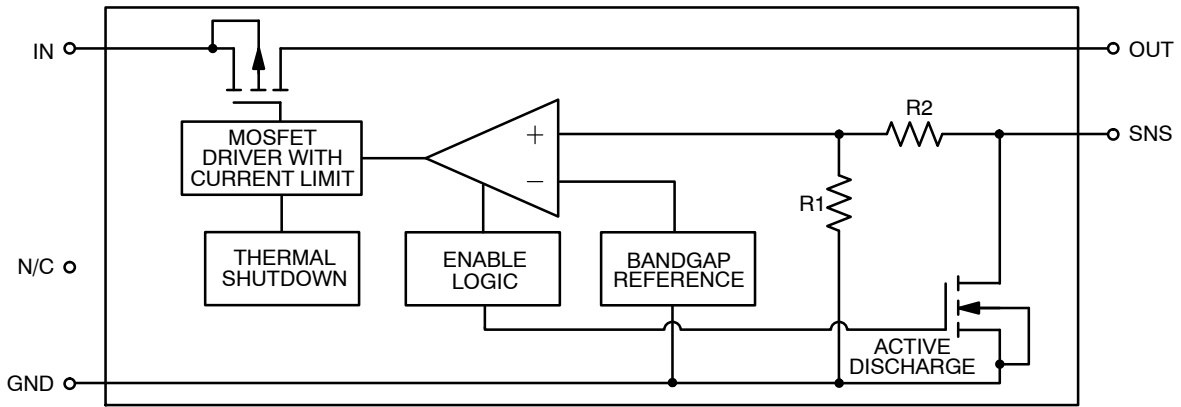 IN
OUT
R2
SNS
+
−
MOSFET
DRIVER WITH
CURRENT LIMIT
R1
THERMAL
SHUTDOWN
ENABLE
LOGIC
BANDGAP
REFERENCE
N/C
ACTIVE
DISCHARGE
GND